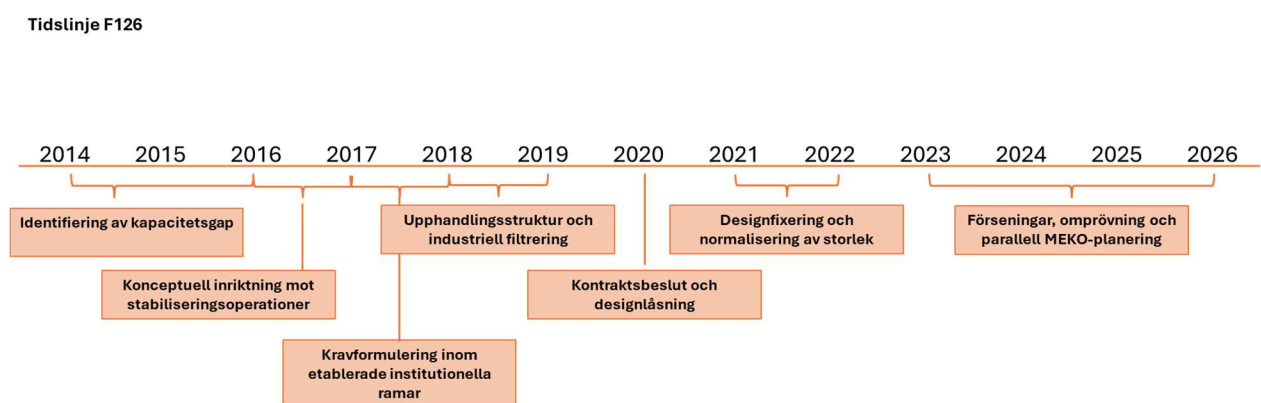 Tidslinje F126
2014 2015 2016 2017 2018 2019 2020 2021 2022 2023 2024 2025 2026
Identifiering av kapacitetsgap
Konceptuell inriktning mot
stabiliseringsoperationer
Kravformulering inom
etablerade institutionella
ramar
Upphandlingsstruktur och
industriell filtrering
Kontraktsbeslut och
designlåsning
Designfixering och
normalisering av storlek
Förseningar, omprövning och
parallell MEKO-planering